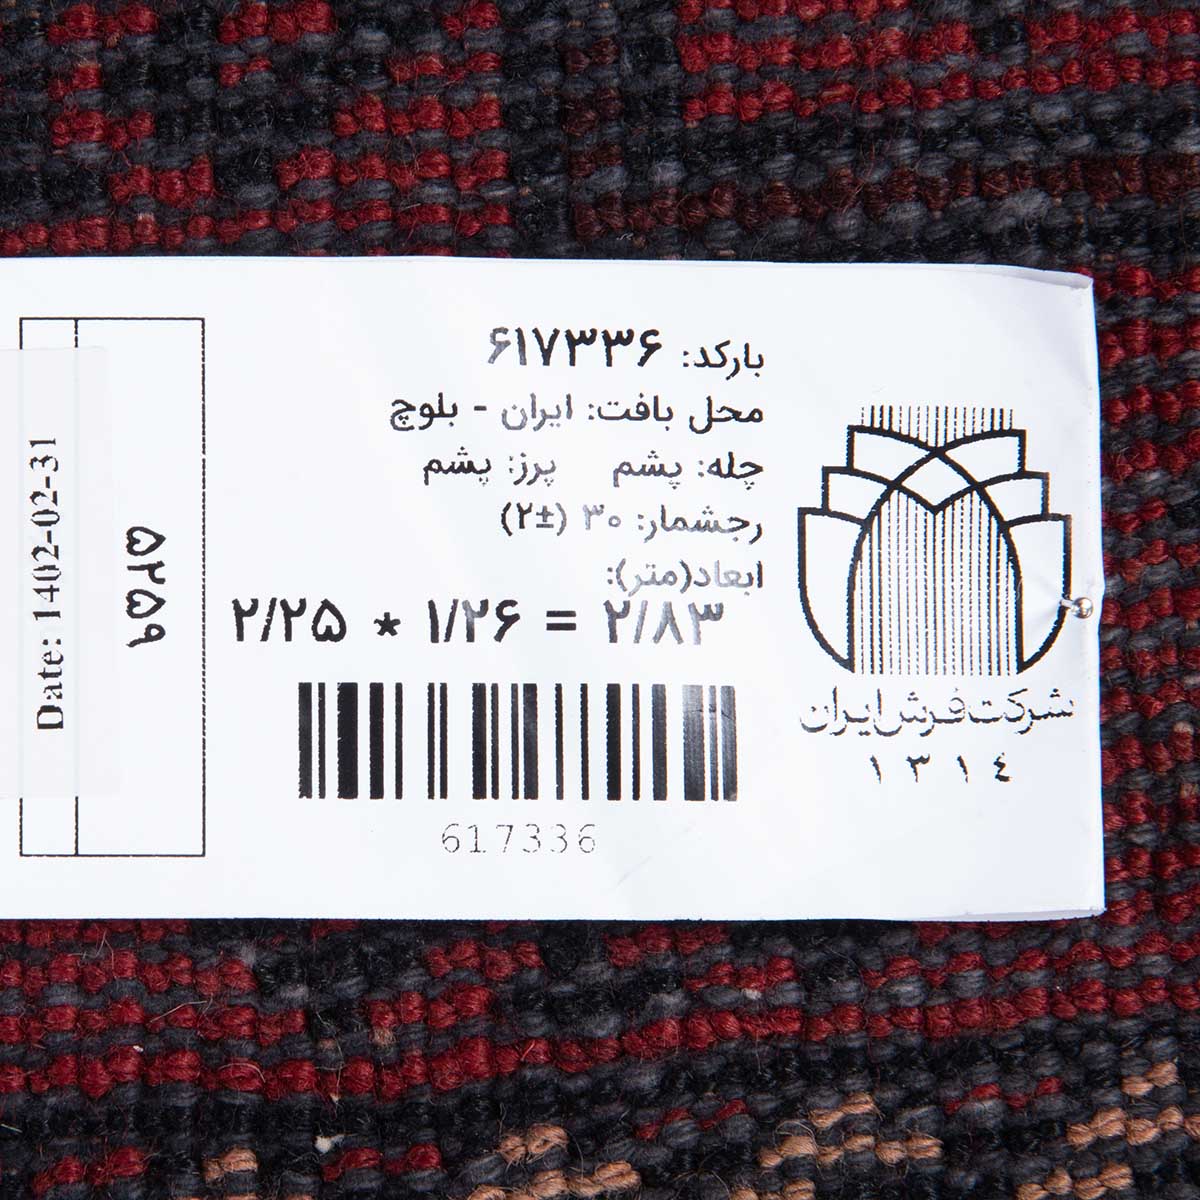 بارکد: ۶۱۷۳۳۶
محل بافت: ایران - بلوچ
چله: پشم پرز: پشم
رجشمار: ۳۰ (±۲)
ابعاد(متر):
۲/۲۵ * ۱/۲۶ = ۲/۸۳
617336
شرکت فرش ایران
۱۳۱٤
۵۲۵۹
Date: 1402-02-31